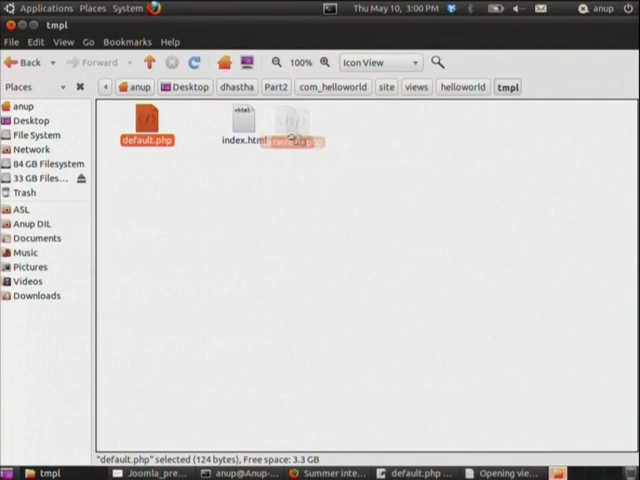 Applications Places System Thu May 10, 3:00 PM anup
tmpl
File Edit View Go Bookmarks Help
Back Forward 100% Icon View
Places anup Desktop dhastha Part2 com_helloworld site views helloworld tmpl
anup
Desktop
File System
Network
84 GB Filesystem
33 GB Files...
Trash
ASL
Anup DIL
Documents
Music
Pictures
Videos
Downloads
<html>
default.php index.html
"default.php" selected (124 bytes), Free space: 3.3 GB
tmpl Joomla_pre... anup@Anup-... Summer inte... default.php ... Opening vie...